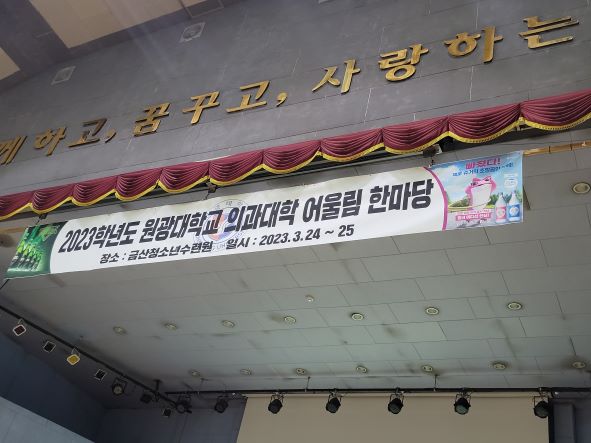 께하고, 꿈꾸고, 사랑하는
2023학년도 원광대학교 의과대학 어울림 한마당
장소 : 금산청소년수련원 일시 : 2023. 3. 24 ~ 25